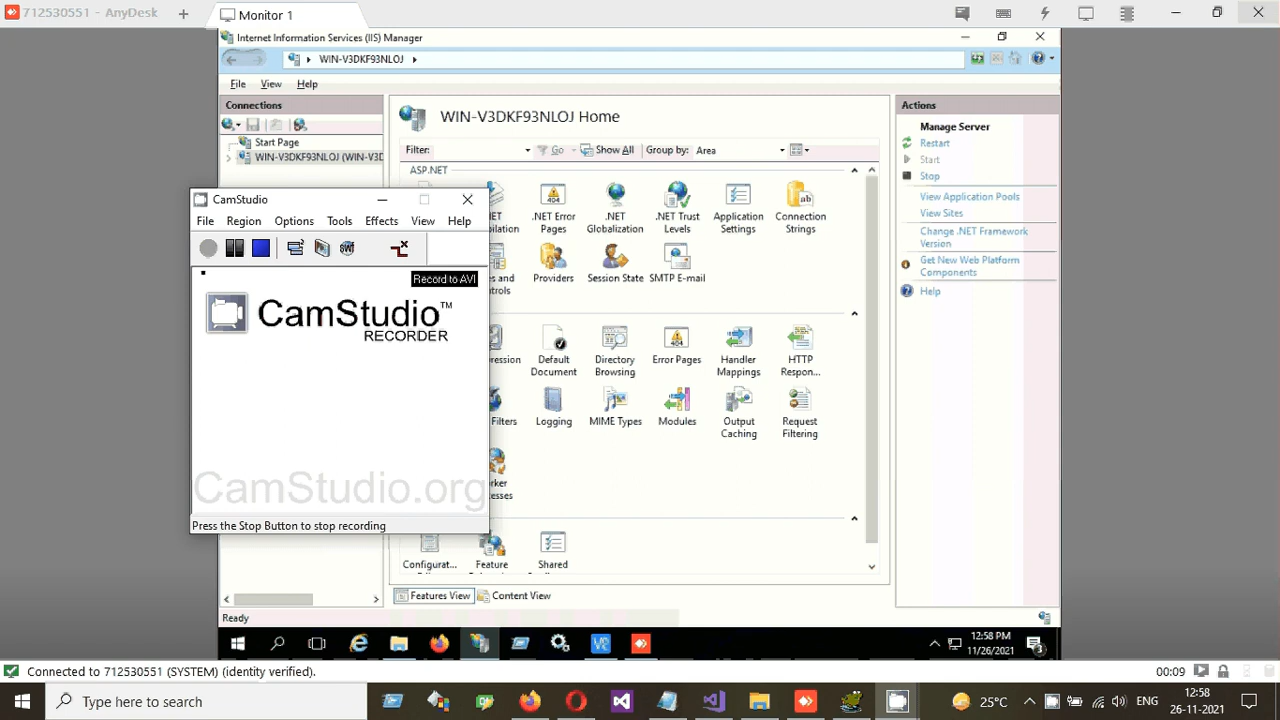 712530551 - AnyDesk
Monitor 1
Internet Information Services (IIS) Manager
WIN-V3DKF93NLOJ
File View Help
Connections
Start Page
WIN-V3DKF93NLOJ (WIN-V3D
WIN-V3DKF93NLOJ Home
Filter:
Go
Show All
Group by:
Area
ASP.NET
.NET Error Pages
.NET Globalization
.NET Trust Levels
Application Settings
Connection Strings
Providers
Session State
SMTP E-mail
Default Document
Directory Browsing
Error Pages
Handler Mappings
HTTP Respon...
Filters
Logging
MIME Types
Modules
Output Caching
Request Filtering
Configurat...
Feature
Shared
Features View
Content View
Ready
Actions
Manage Server
Restart
Start
Stop
View Application Pools
View Sites
Change .NET Framework Version
Get New Web Platform Components
Help
CamStudio
File Region Options Tools Effects View Help
Record to AVI
CamStudio™
RECORDER
CamStudio.org
Press the Stop Button to stop recording
12:58 PM
11/26/2021
3
Connected to 712530551 (SYSTEM) (identity verified).
00:09
Type here to search
25°C
ENG
12:58
26-11-2021